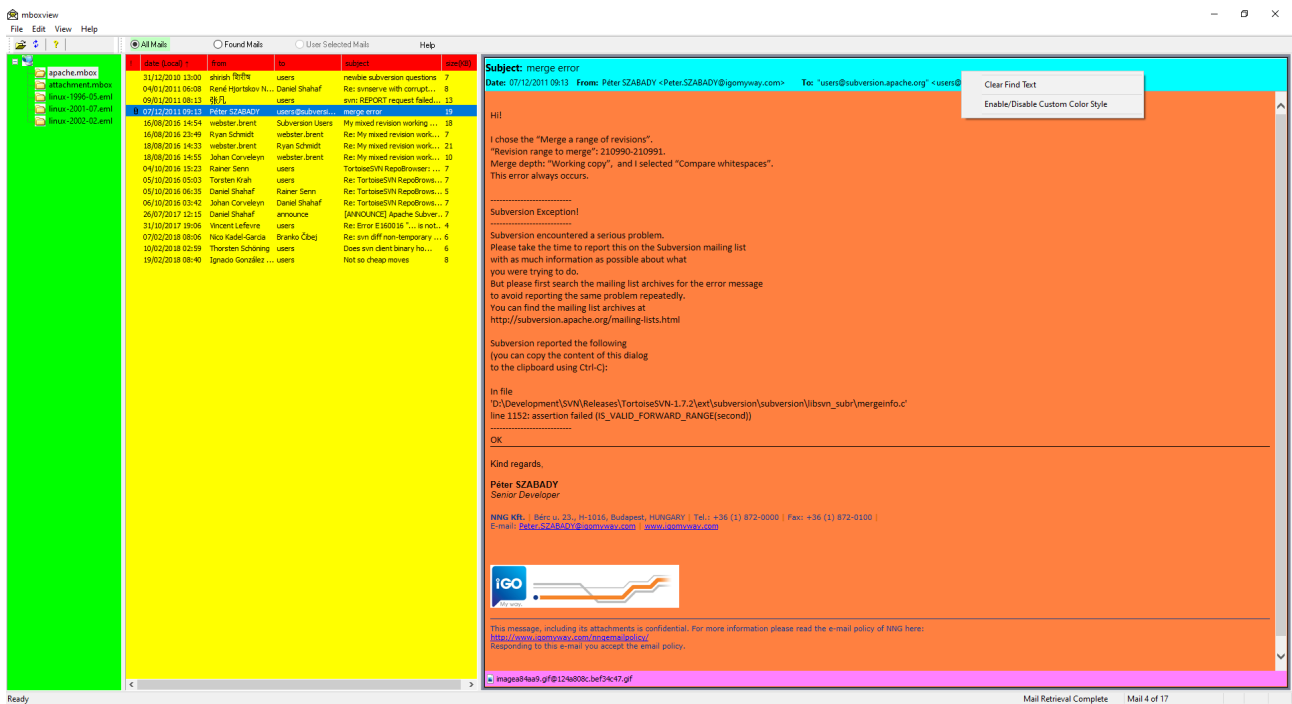 mboxview
File Edit View Help
All Mails Found Mails User Selected Mails Help
apache.mbox
attachment.mbox
linux-1996-05.eml
linux-2001-07.eml
linux-2002-02.eml
! date (Local) from to subject size(KB)
31/12/2010 13:00 shirish शिरीष users newbie subversion questions 7
04/01/2011 06:08 René Hjortskov N... Daniel Shahaf Re: svnserve with corrupt... 8
09/01/2011 08:13 张凡 users svn: REPORT request failed... 13
07/12/2011 09:13 Péter SZABADY users@subversi... merge error 19
16/08/2016 14:54 webster.brent Subversion Users My mixed revision working ... 18
16/08/2016 23:49 Ryan Schmidt webster.brent Re: My mixed revision work... 7
18/08/2016 14:33 webster.brent Ryan Schmidt Re: My mixed revision work... 21
18/08/2016 14:55 Johan Corveleyn webster.brent Re: My mixed revision work... 10
04/10/2016 15:23 Rainer Senn users TortoiseSVN RepoBrowser: ... 7
05/10/2016 05:03 Torsten Krah users Re: TortoiseSVN RepoBrows... 7
05/10/2016 06:35 Daniel Shahaf Rainer Senn Re: TortoiseSVN RepoBrows... 5
06/10/2016 03:42 Johan Corveleyn Daniel Shahaf Re: TortoiseSVN RepoBrows... 7
26/07/2017 12:15 Daniel Shahaf announce [ANNOUNCE] Apache Subver... 7
31/10/2017 19:06 Vincent Lefevre users Re: Error E160016 "... is not... 4
07/02/2018 08:06 Nico Kadel-Garcia Branko Čibej Re: svn diff non-temporary ... 6
10/02/2018 02:59 Thorsten Schöning users Does svn client binary ho... 6
19/02/2018 08:40 Ignacio González ... users Not so cheap moves 8
Subject: merge error
Date: 07/12/2011 09:13 From: Péter SZABADY <Peter.SZABADY@igomyway.com> To: "users@subversion.apache.org" <users@
Clear Find Text
Enable/Disable Custom Color Style
Hi!
I chose the “Merge a range of revisions”.
“Revision range to merge”: 210990-210991.
Merge depth: “Working copy”, and I selected “Compare whitespaces”.
This error always occurs.
---------------------------
Subversion Exception!
---------------------------
Subversion encountered a serious problem.
Please take the time to report this on the Subversion mailing list
with as much information as possible about what
you were trying to do.
But please first search the mailing list archives for the error message
to avoid reporting the same problem repeatedly.
You can find the mailing list archives at
http://subversion.apache.org/mailing-lists.html
Subversion reported the following
(you can copy the content of this dialog
to the clipboard using Ctrl-C):
In file
'D:\Development\SVN\Releases\TortoiseSVN-1.7.2\ext\subversion\subversion\libsvn_subr\mergeinfo.c'
line 1152: assertion failed (IS_VALID_FORWARD_RANGE(second))
---------------------------
OK
Kind regards,
Péter SZABADY
Senior Developer
NNG Kft. | Bérc u. 23., H-1016, Budapest, HUNGARY | Tel.: +36 (1) 872-0000 | Fax: +36 (1) 872-0100 |
E-mail: Peter.SZABADY@igomyway.com | www.igomyway.com
iGO
My way.
This message, including its attachments is confidential. For more information please read the e-mail policy of NNG here:
http://www.igomyway.com/nngemailpolicy/
Responding to this e-mail you accept the email policy.
imagea84aa9.gif@124a808c.bef34c47.gif
Ready Mail Retrieval Complete Mail 4 of 17